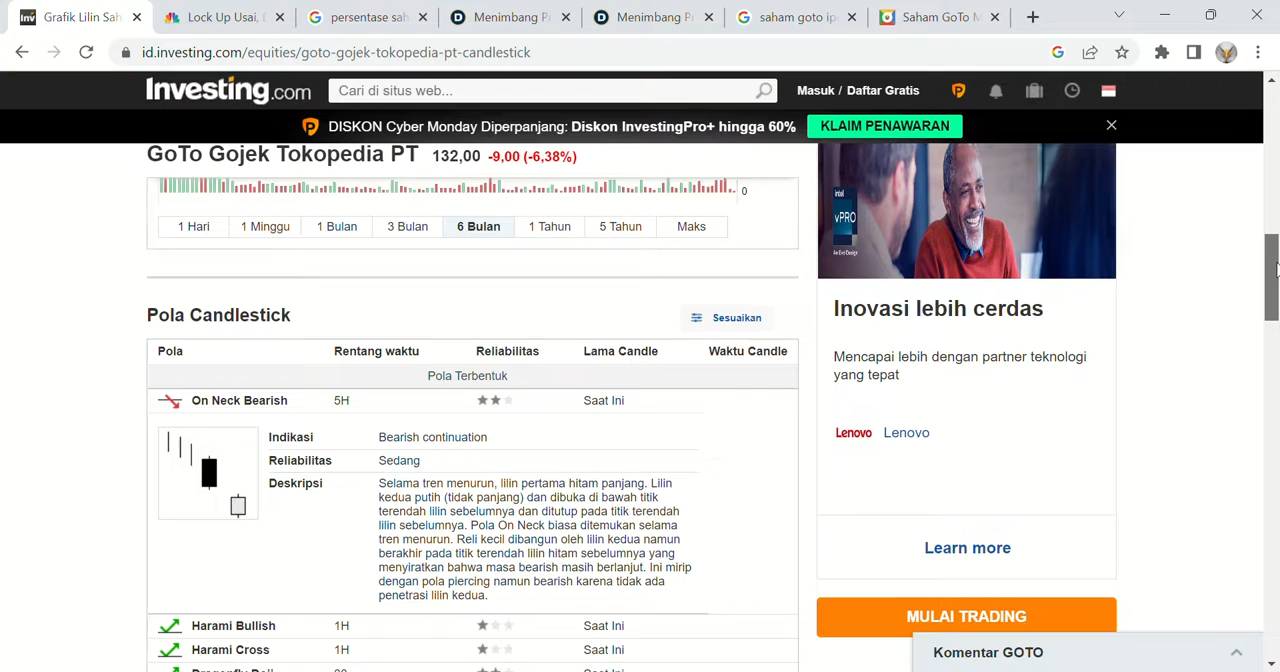 Grafik Lilin Sah
Lock Up Usai, D
persentase sah
Menimbang P
Menimbang P
saham goto ip
Saham GoTo M
id.investing.com/equities/goto-gojek-tokopedia-pt-candlestick
Investing.com
Cari di situs web...
Masuk / Daftar Gratis
DISKON Cyber Monday Diperpanjang: Diskon InvestingPro+ hingga 60%
KLAIM PENAWARAN
GoTo Gojek Tokopedia PT 132,00 -9,00 (-6,38%)
0
1 Hari 1 Minggu 1 Bulan 3 Bulan 6 Bulan 1 Tahun 5 Tahun Maks
Pola Candlestick
Sesuaikan
Pola Rentang waktu Reliabilitas Lama Candle Waktu Candle
Pola Terbentuk
On Neck Bearish 5H Saat Ini
Indikasi Bearish continuation
Reliabilitas Sedang
Deskripsi Selama tren menurun, lilin pertama hitam panjang. Lilin
kedua putih (tidak panjang) dan dibuka di bawah titik
terendah lilin sebelumnya dan ditutup pada titik terendah
lilin sebelumnya. Pola On Neck biasa ditemukan selama
tren menurun. Reli kecil dibangun oleh lilin kedua namun
berakhir pada titik terendah lilin hitam sebelumnya yang
menyiratkan bahwa masa bearish masih berlanjut. Ini mirip
dengan pola piercing namun bearish karena tidak ada
penetrasi lilin kedua.
Harami Bullish 1H Saat Ini
Harami Cross 1H Saat Ini
intel
vPRO
An Evo Design
Inovasi lebih cerdas
Mencapai lebih dengan partner teknologi
yang tepat
Lenovo Lenovo
Learn more
MULAI TRADING
Komentar GOTO